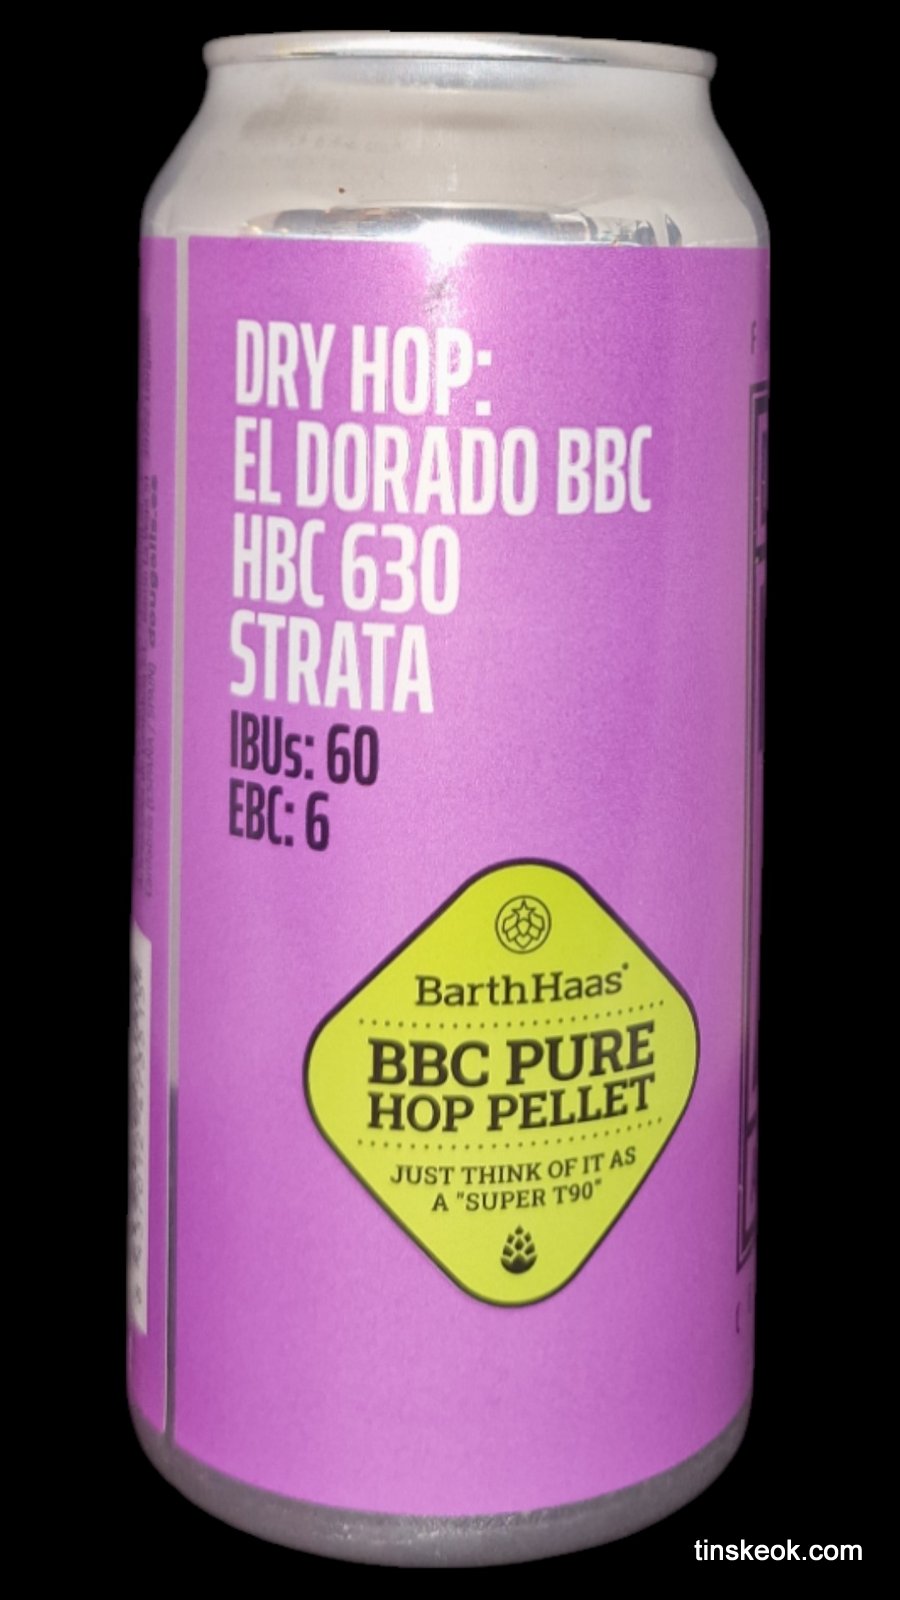 DRY HOP:
EL DORADO BBC
HBC 630
STRATA
IBUs: 60
EBC: 6
BarthHaas®
BBC PURE
HOP PELLET
JUST THINK OF IT AS
A "SUPER T90"
tinskeok.com